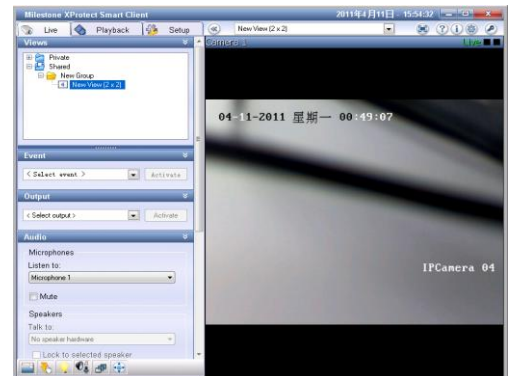 Milestone XProtect Smart Client
2011年4月11日 - 15:54:32
Live
Playback
Setup
New View (2 x 2)
Views
Private
Shared
New Group
New View (2 x 2)
Event
< Select event >
Activate
Output
< Select output >
Activate
Audio
Microphones
Listen to:
Microphone 1
Mute
Speakers
Talk to:
No speaker hardware
Lock to selected speaker
Camera 1
Live
04-11-2011 星期一 00:49:07
IPCamera 04